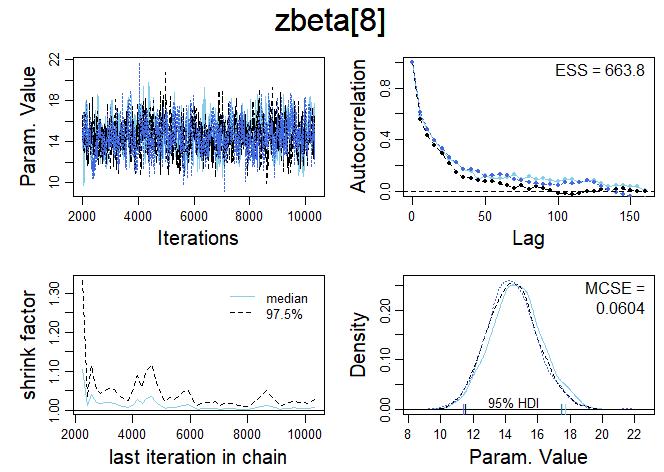 zbeta[8]
Param. Value
10 14 18 22
2000 4000 6000 8000 10000
Iterations
Autocorrelation
0.0 0.4 0.8
ESS = 663.8
0 50 100 150
Lag
shrink factor
1.00 1.10 1.20 1.30
median
97.5%
2000 4000 6000 8000 10000
last iteration in chain
Density
0.00 0.10 0.20
MCSE =
0.0604
95% HDI
8 10 12 14 16 18 20 22
Param. Value